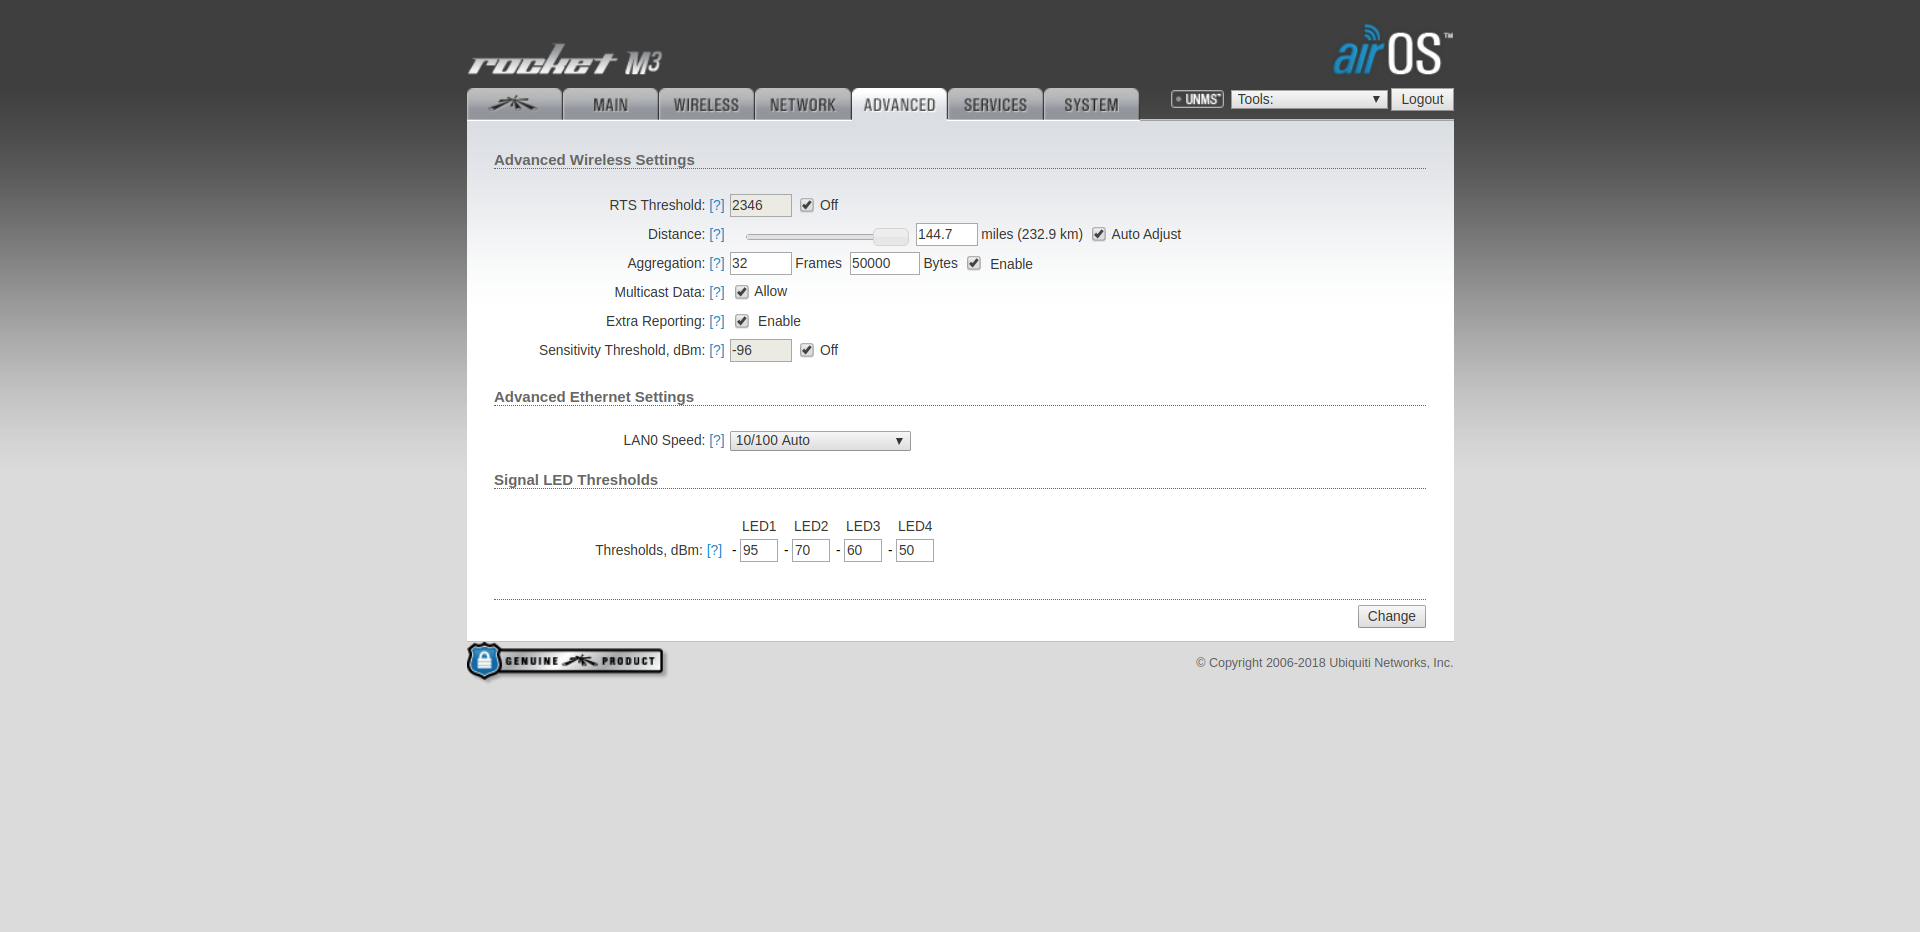 rocket M3
airOS™
MAIN WIRELESS NETWORK ADVANCED SERVICES SYSTEM UNMS™ Tools: Logout
Advanced Wireless Settings
RTS Threshold: [?] 2346 Off
Distance: [?] 144.7 miles (232.9 km) Auto Adjust
Aggregation: [?] 32 Frames 50000 Bytes Enable
Multicast Data: [?] Allow
Extra Reporting: [?] Enable
Sensitivity Threshold, dBm: [?] -96 Off
Advanced Ethernet Settings
LAN0 Speed: [?] 10/100 Auto
Signal LED Thresholds
LED1 LED2 LED3 LED4
Thresholds, dBm: [?] - 95 - 70 - 60 - 50
Change
GENUINE PRODUCT
© Copyright 2006-2018 Ubiquiti Networks, Inc.